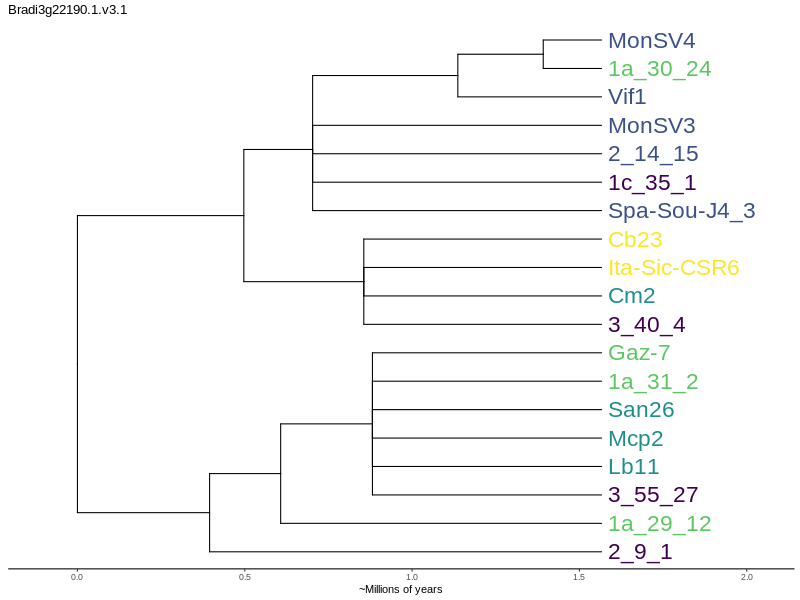 Bradi3g22190.1.v3.1
MonSV4
1a_30_24
Vif1
MonSV3
2_14_15
1c_35_1
Spa-Sou-J4_3
Cb23
Ita-Sic-CSR6
Cm2
3_40_4
Gaz-7
1a_31_2
San26
Mcp2
Lb11
3_55_27
1a_29_12
2_9_1
0.0 0.5 1.0 1.5 2.0
~Millions of years